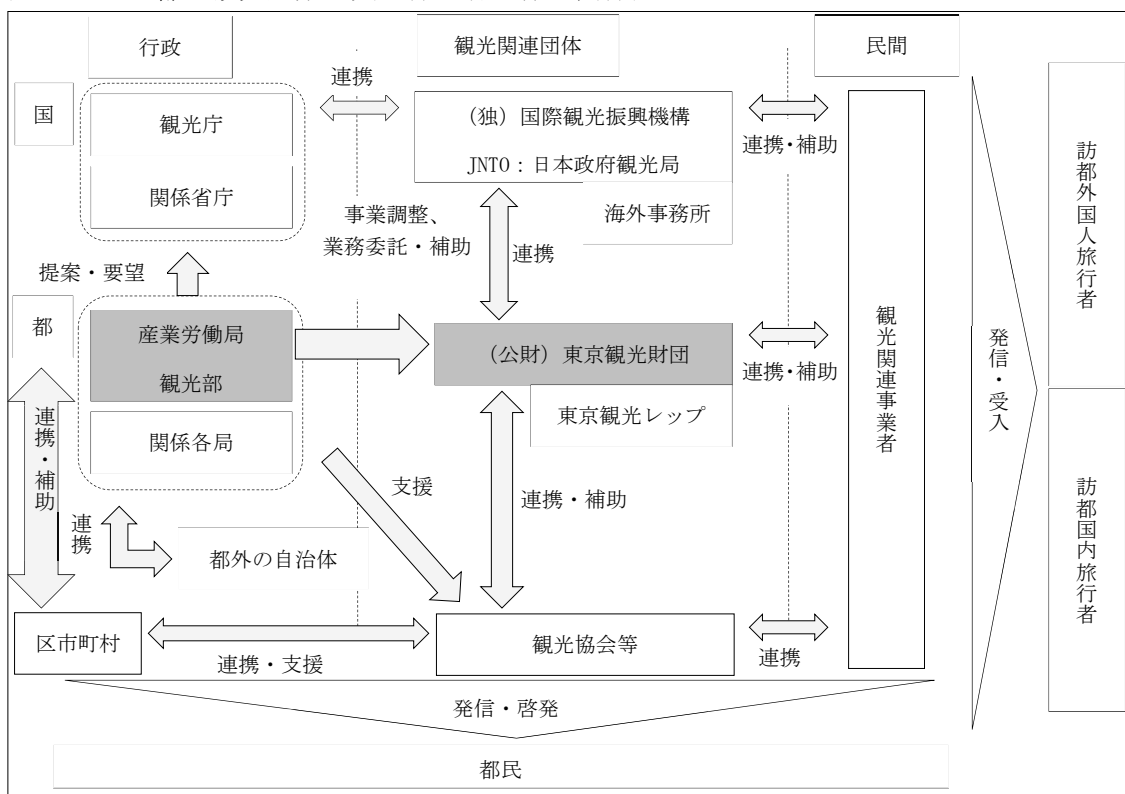 行政
観光関連団体
民間
国
観光庁
関係省庁
連携
(独)国際観光振興機構
JNTO:日本政府観光局
海外事務所
連携・補助
事業調整、
業務委託・補助
連携
提案・要望
都
産業労働局
観光部
関係各局
(公財)東京観光財団
東京観光レップ
連携・補助
観光関連事業者
発信・受入
訪都外国人旅行者
訪都国内旅行者
連携・補助
連携
都外の自治体
支援
連携・補助
区市町村
連携・支援
観光協会等
連携
発信・啓発
都民